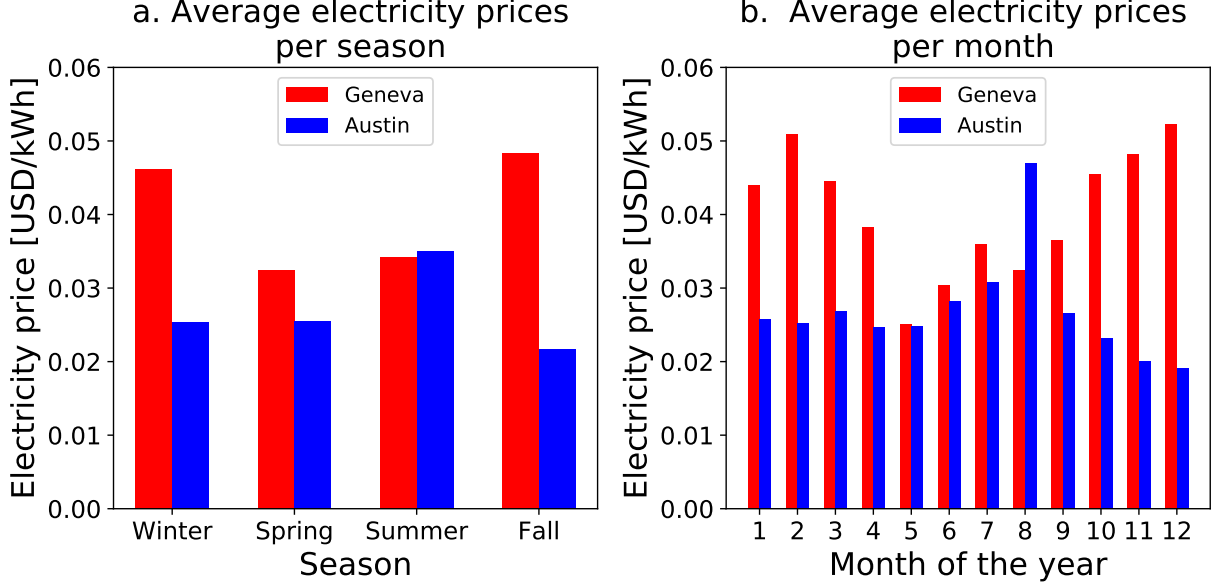 a. Average electricity prices
per season
Electricity price [USD/kWh]
0.06
0.05
0.04
0.03
0.02
0.01
0.00
Geneva
Austin
Winter Spring Summer Fall
Season
b. Average electricity prices
per month
Electricity price [USD/kWh]
0.06
0.05
0.04
0.03
0.02
0.01
0.00
Geneva
Austin
1 2 3 4 5 6 7 8 9 10 11 12
Month of the year